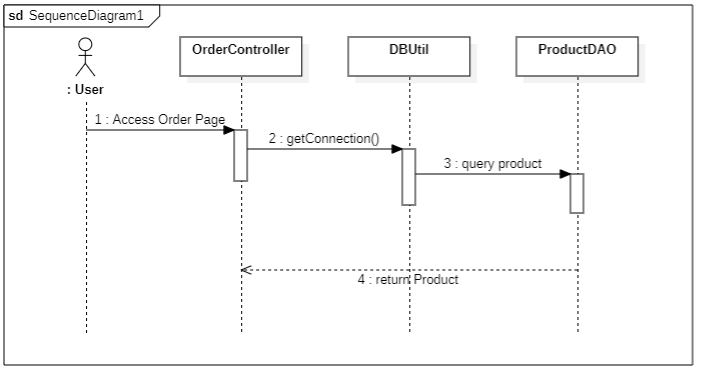 sd SequenceDiagram1
OrderController
DBUtil
ProductDAO
: User
1 : Access Order Page
2 : getConnection()
3 : query product
4 : return Product